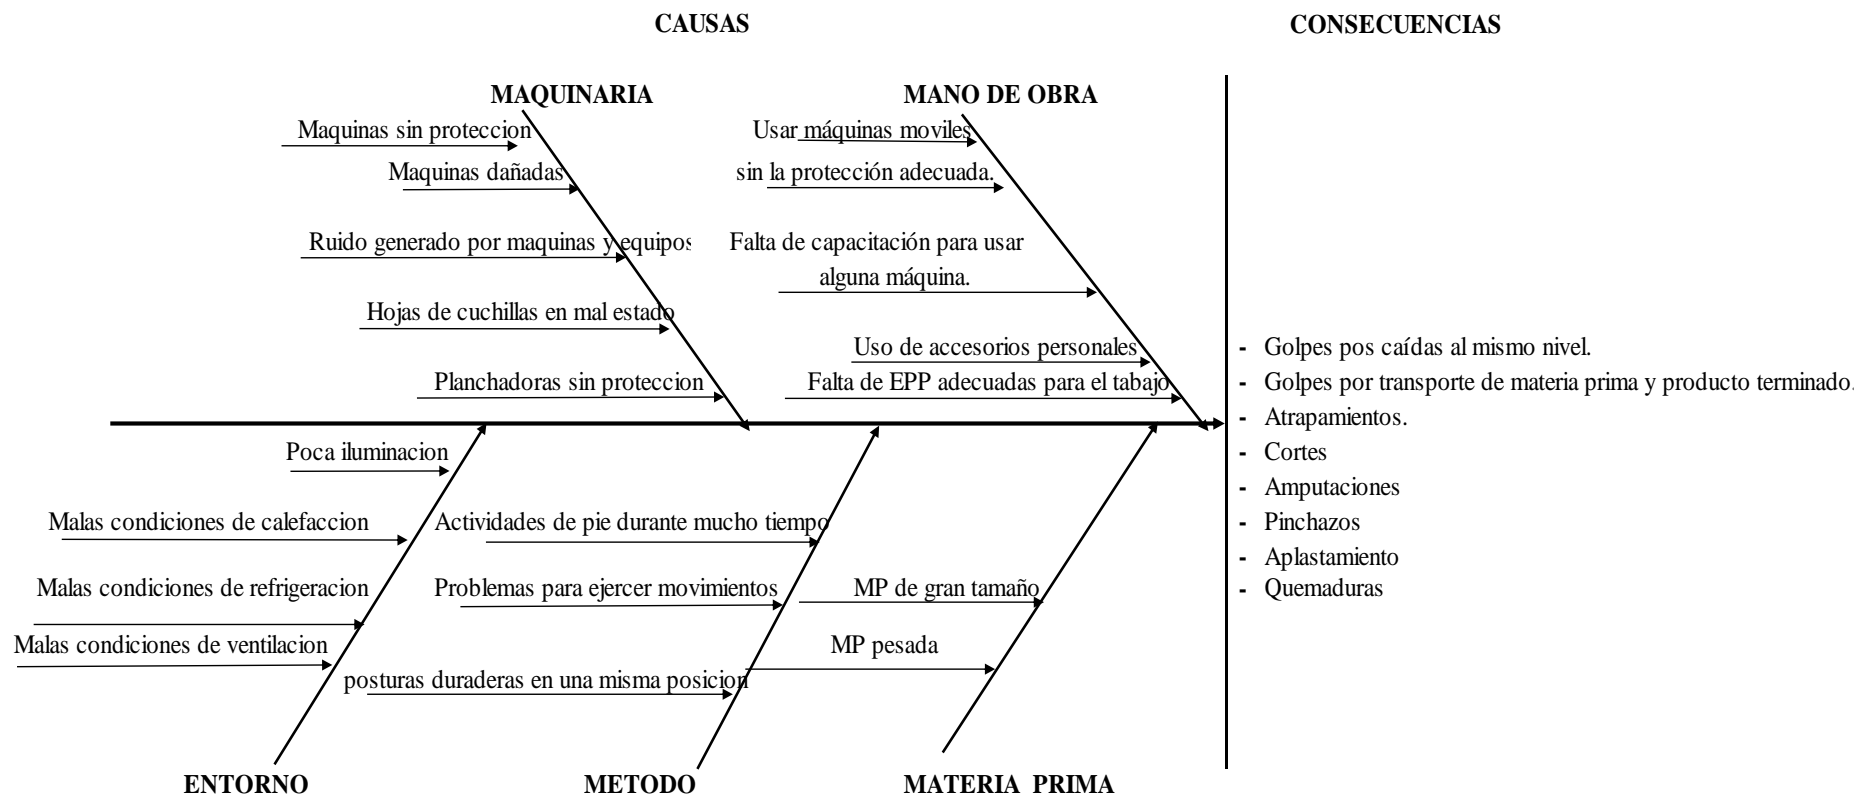 CAUSAS
CONSECUENCIAS
MAQUINARIA
Maquinas sin proteccion
Maquinas dañadas
Ruido generado por maquinas y equipos
Hojas de cuchillas en mal estado
Planchadoras sin proteccion
MANO DE OBRA
Usar máquinas moviles
sin la protección adecuada.
Falta de capacitación para usar
alguna máquina.
Uso de accesorios personales
Falta de EPP adecuadas para el tabajo
Poca iluminacion
Malas condiciones de calefaccion
Malas condiciones de refrigeracion
Malas condiciones de ventilacion
ENTORNO
Actividades de pie durante mucho tiempo
Problemas para ejercer movimientos
posturas duraderas en una misma posicion
METODO
MP de gran tamaño
MP pesada
MATERIA PRIMA
- Golpes pos caídas al mismo nivel.
- Golpes por transporte de materia prima y producto terminado.
- Atrapamientos.
- Cortes
- Amputaciones
- Pinchazos
- Aplastamiento
- Quemaduras